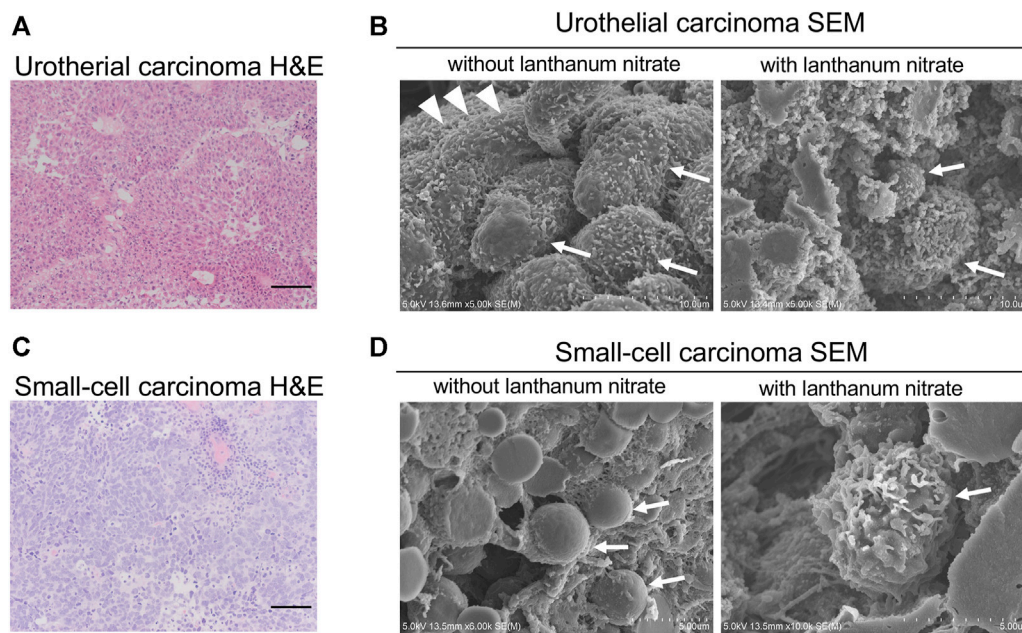 A
Urotherial carcinoma H&E
B
Urothelial carcinoma SEM
without lanthanum nitrate
with lanthanum nitrate
5.0kV 13.6mm x5.00k SE(M)
10.0um
5.0kV 13.4mm x5.00k SE(M)
10.0um
C
Small-cell carcinoma H&E
D
Small-cell carcinoma SEM
without lanthanum nitrate
with lanthanum nitrate
5.0kV 13.5mm x6.00k SE(M)
5.00um
5.0kV 13.5mm x10.0k SE(M)
5.00um